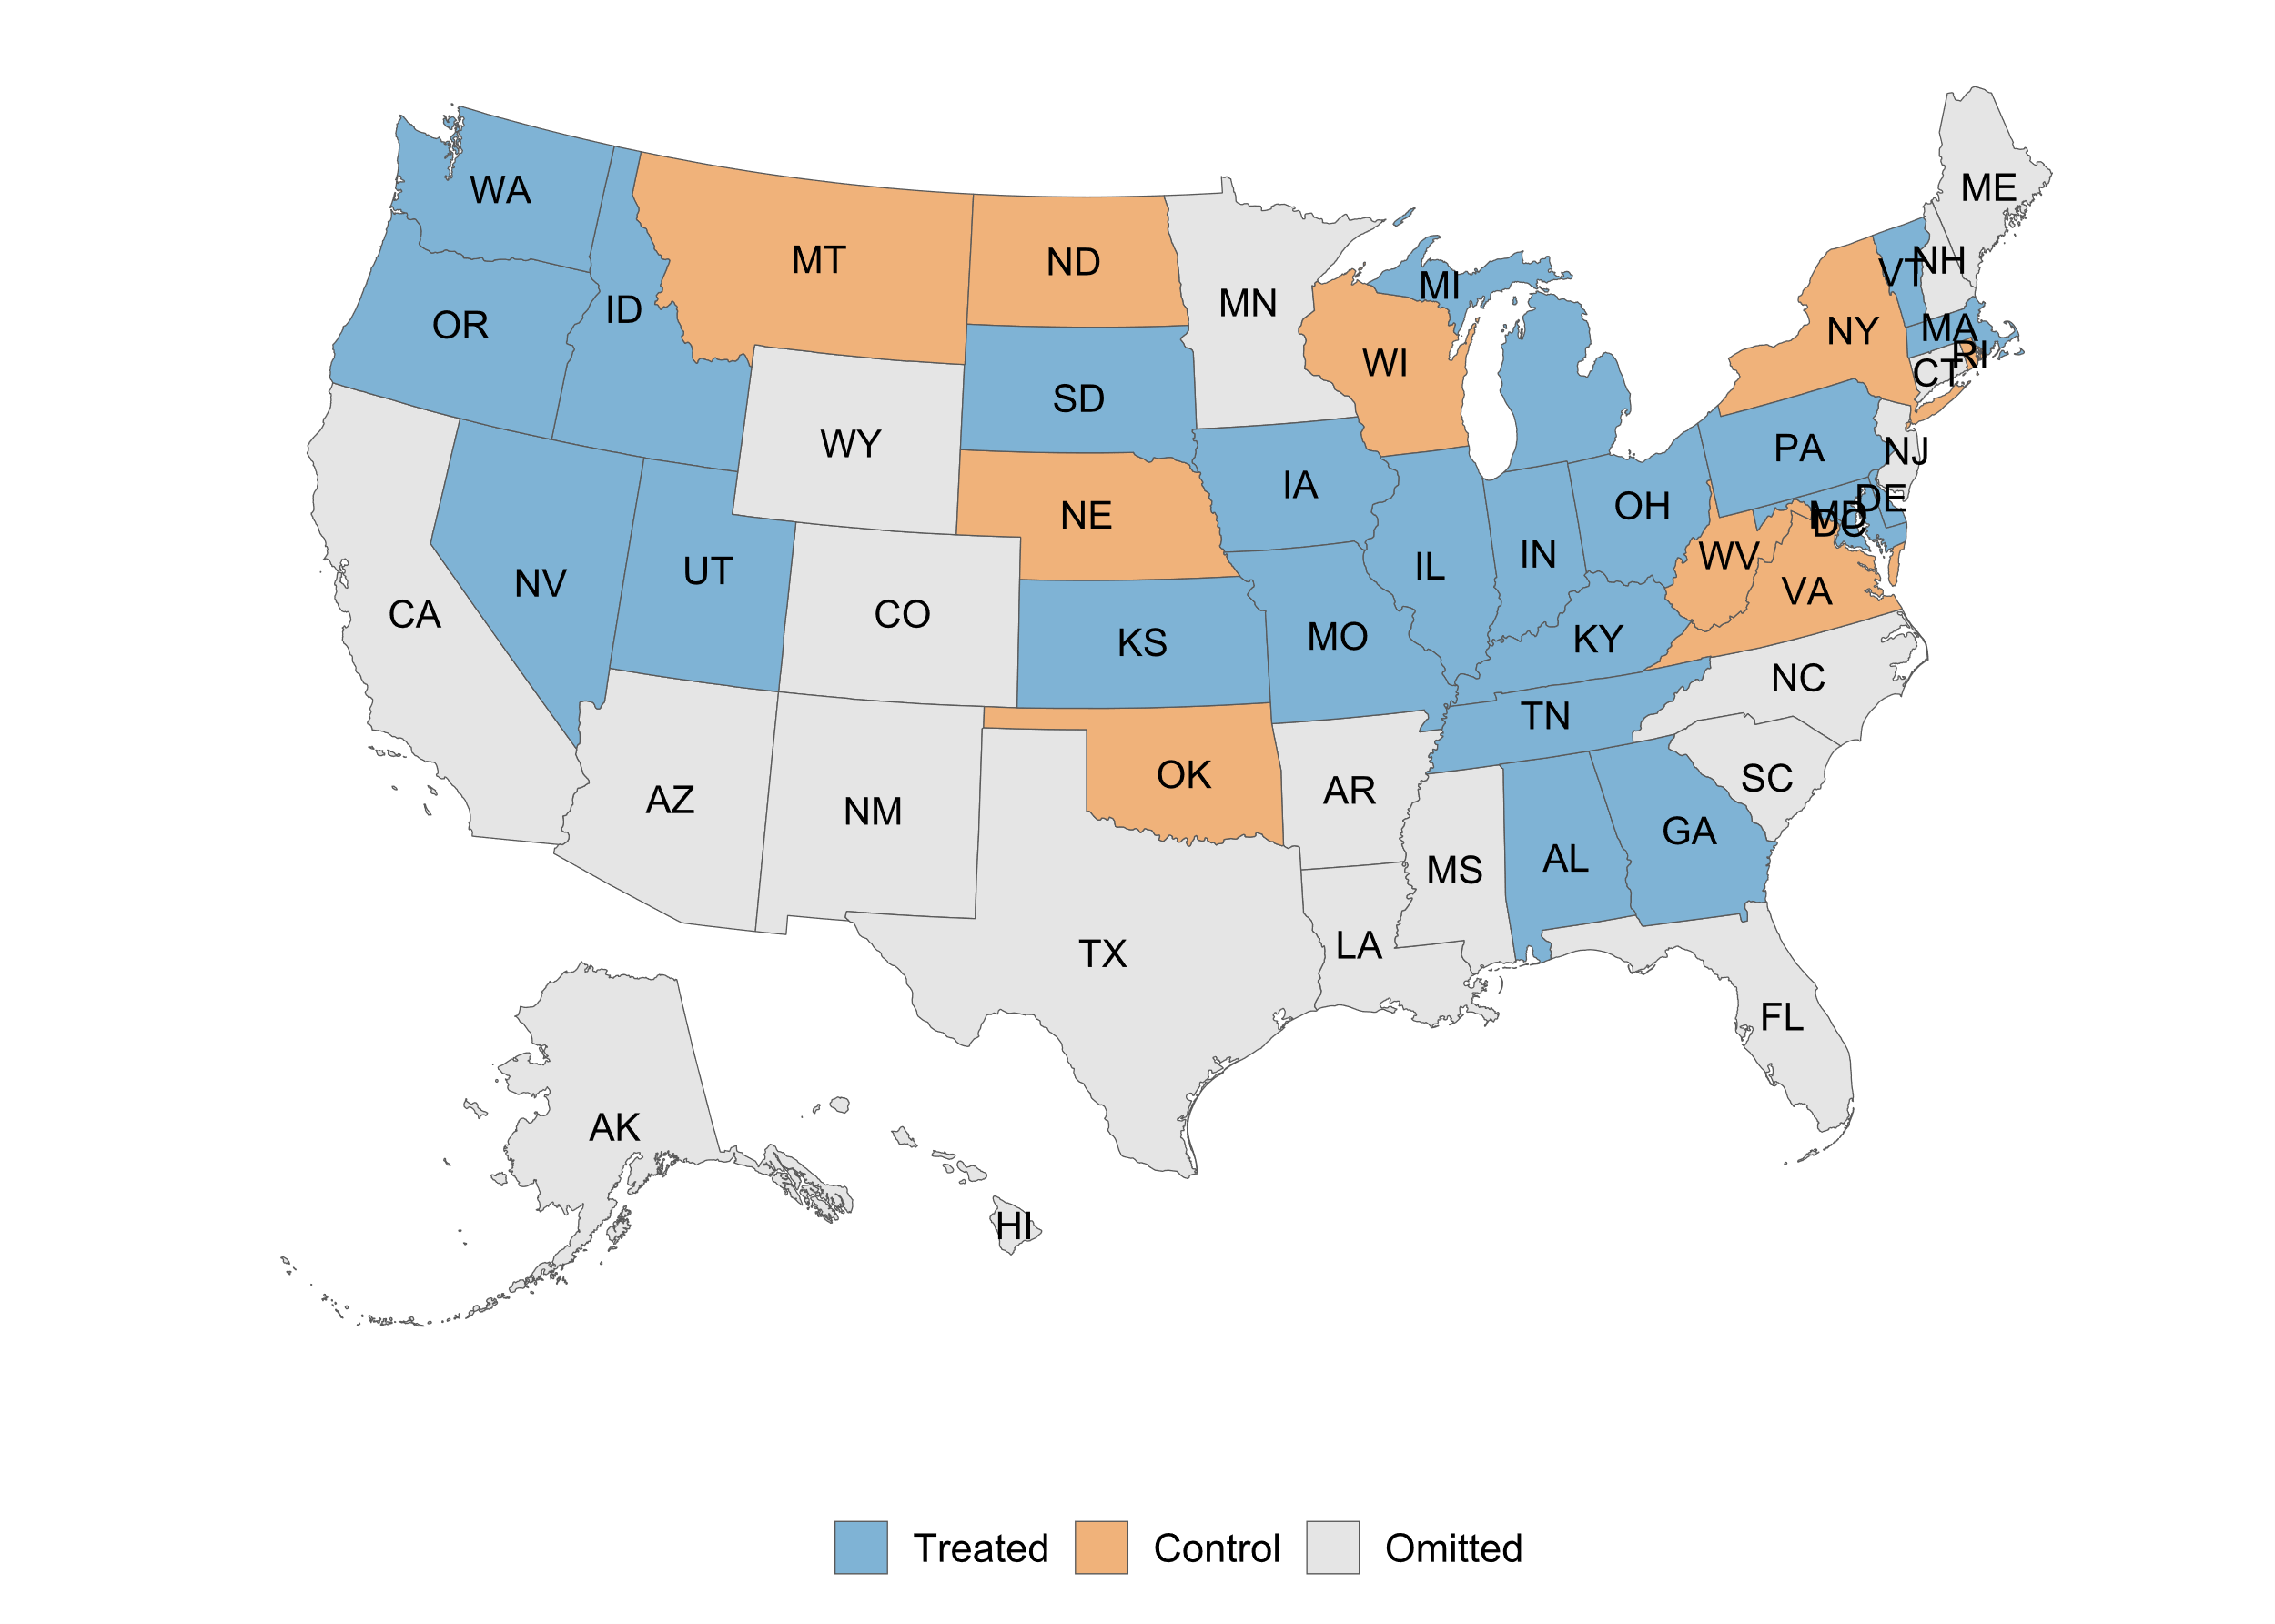 ME
WA
NH
VT
MT
ND
MI
MN
ID
OR
MA
NY
RI
WI
CT
SD
WY
PA
NJ
IA
DE
OH
NE
MD
DC
IN
WV
IL
UT
NV
VA
CA
CO
KS
MO
KY
NC
TN
OK
SC
AR
AZ
NM
GA
AL
MS
LA
TX
FL
AK
HI
Treated Control Omitted